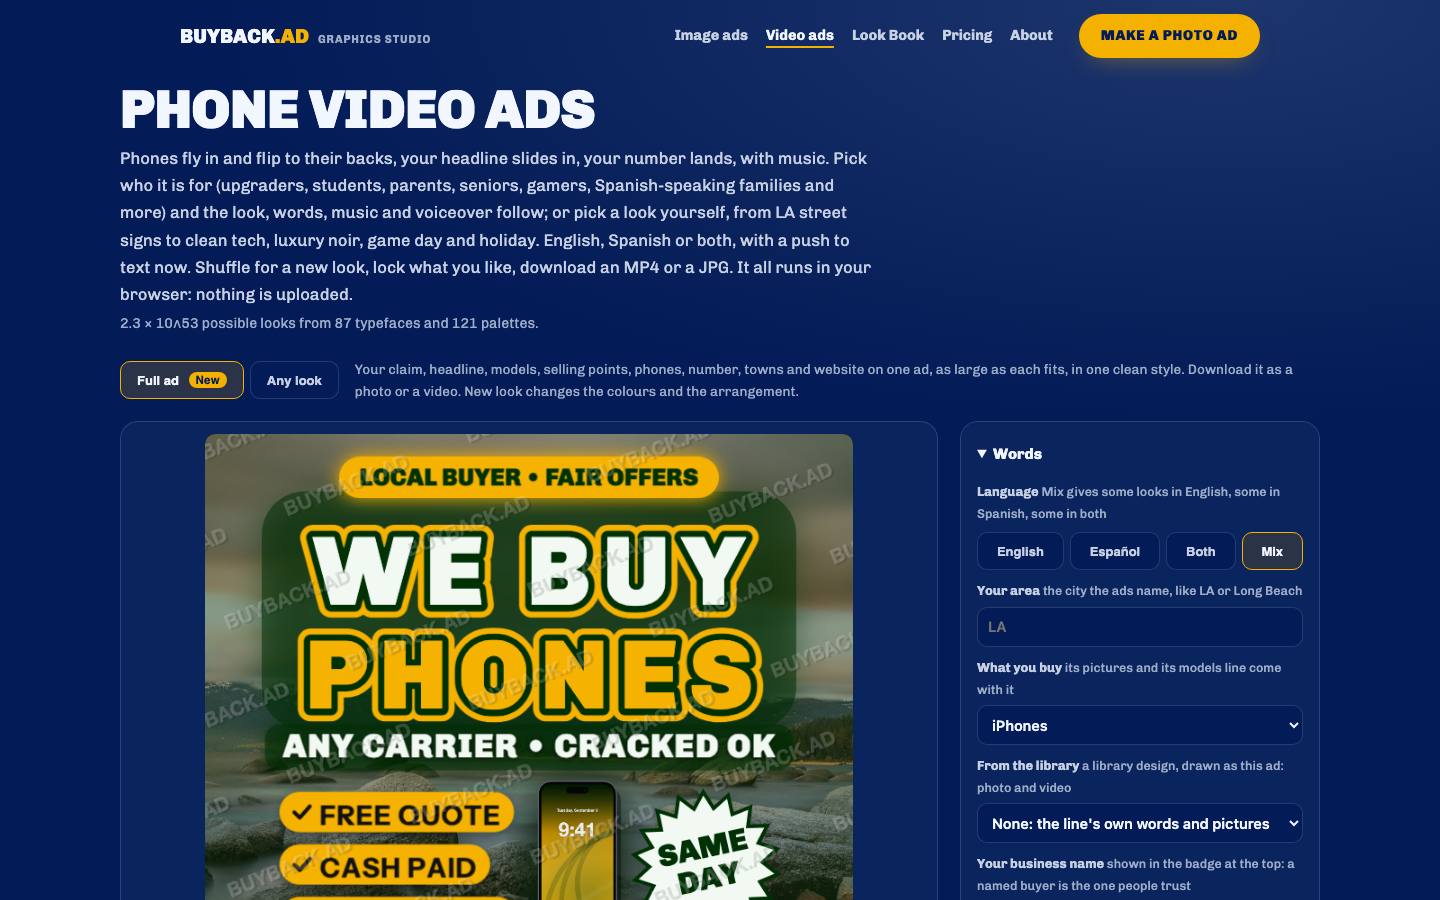 BUYBACK.AD GRAPHICS STUDIO
Image ads
Video ads
Look Book
Pricing
About
MAKE A PHOTO AD
PHONE VIDEO ADS
Phones fly in and flip to their backs, your headline slides in, your number lands, with music. Pick
who it is for (upgraders, students, parents, seniors, gamers, Spanish-speaking families and
more) and the look, words, music and voiceover follow; or pick a look yourself, from LA street
signs to clean tech, luxury noir, game day and holiday. English, Spanish or both, with a push to
text now. Shuffle for a new look, lock what you like, download an MP4 or a JPG. It all runs in your
browser: nothing is uploaded.
2.3 × 10^53 possible looks from 87 typefaces and 121 palettes.
Full ad New
Any look
Your claim, headline, models, selling points, phones, number, towns and website on one ad, as large as each fits, in one clean style. Download it as a
photo or a video. New look changes the colours and the arrangement.
LOCAL BUYER • FAIR OFFERS
WE BUY
PHONES
ANY CARRIER • CRACKED OK
✓ FREE QUOTE
✓ CASH PAID
9:41
SAME
DAY
BUYBACK.AD
▼ Words
Language Mix gives some looks in English, some in
Spanish, some in both
English
Español
Both
Mix
Your area the city the ads name, like LA or Long Beach
LA
What you buy its pictures and its models line come
with it
iPhones
From the library a library design, drawn as this ad:
photo and video
None: the line's own words and pictures
Your business name shown in the badge at the top: a
named buyer is the one people trust